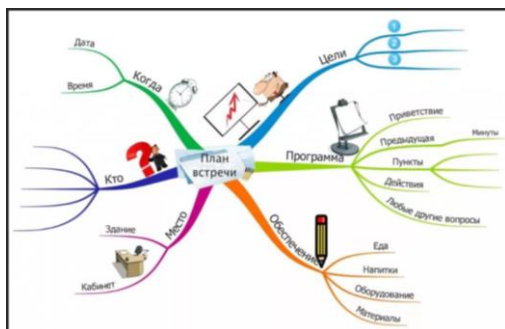 План
встречи
Цели
1
2
3
Программа
Приветствие
Предыдущая
Минуты
Пункты
Действия
Любые другие вопросы
Обеспечение
Еда
Напитки
Оборудование
Материалы
Место
Здание
Кабинет
Кто
Когда
Дата
Время